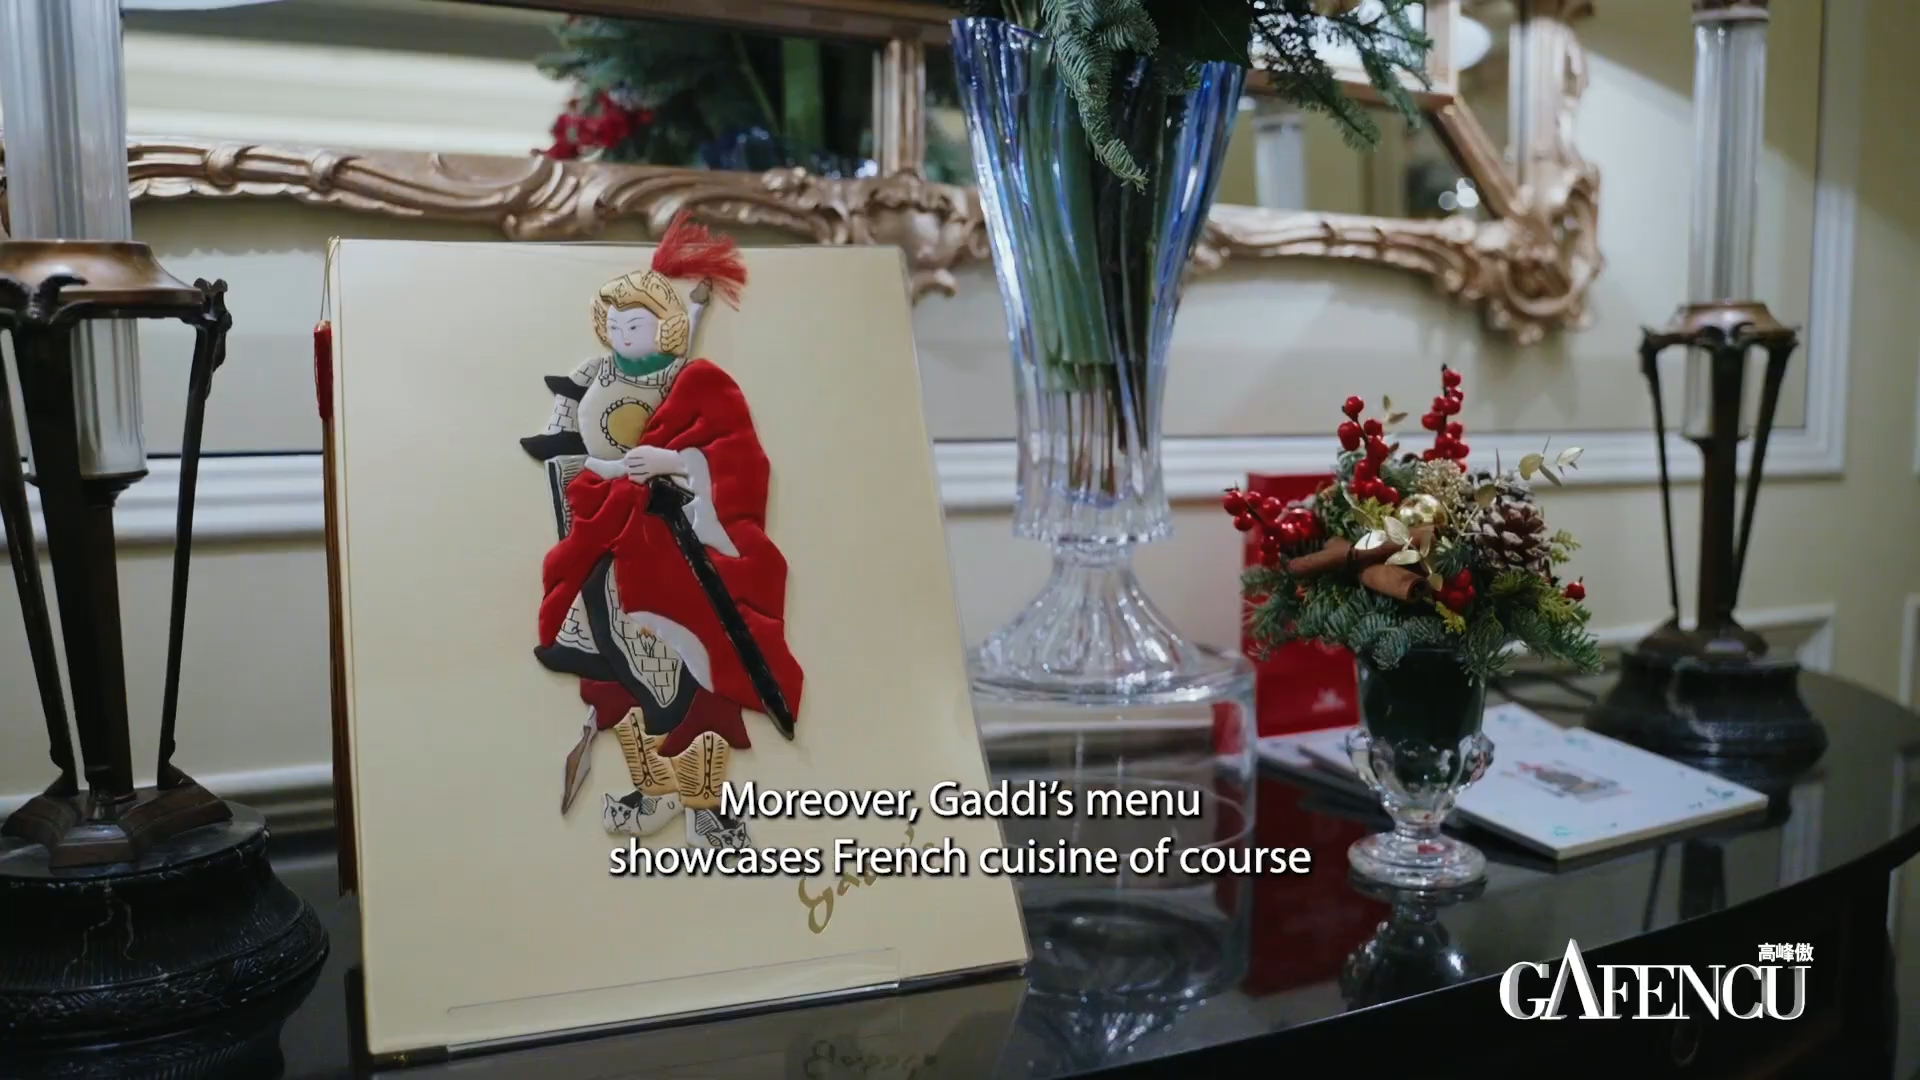 Moreover, Gaddi's menu
showcases French cuisine of course
高峰傲
GAFENCU